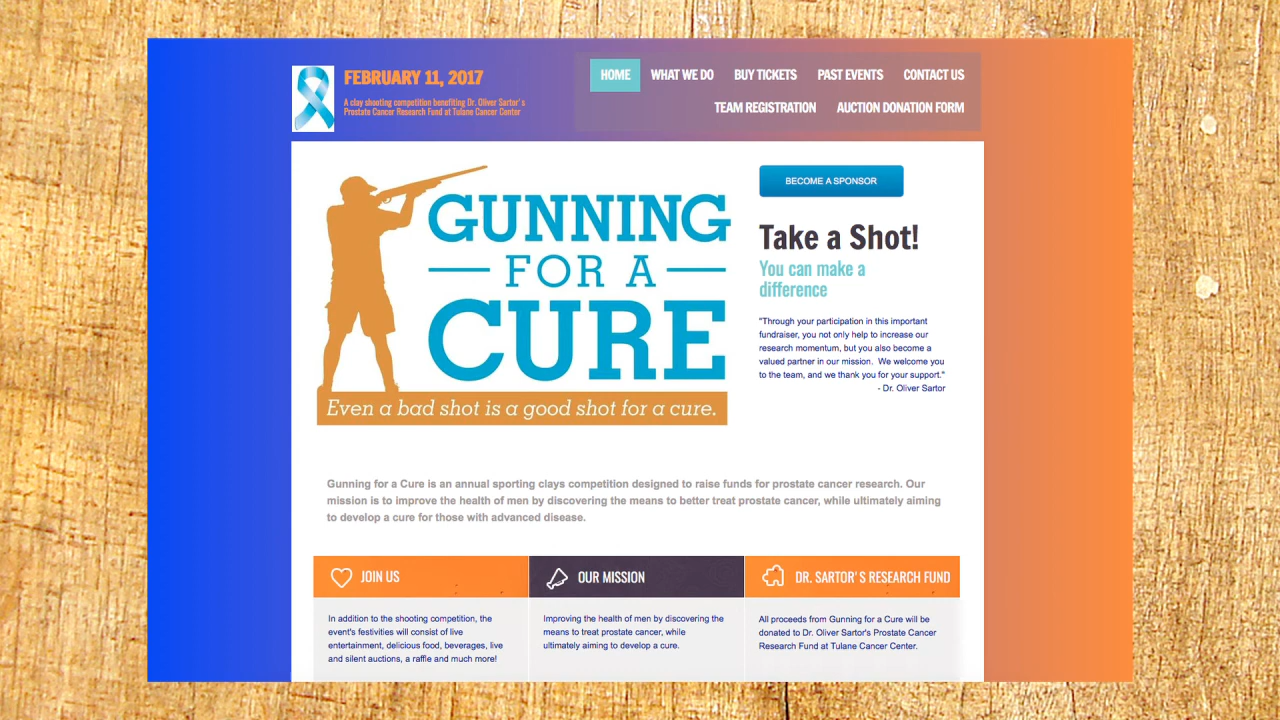 FEBRUARY 11, 2017
A clay shooting competition benefiting Dr. Oliver Sartor's
Prostate Cancer Research Fund at Tulane Cancer Center
HOME WHAT WE DO BUY TICKETS PAST EVENTS CONTACT US
TEAM REGISTRATION AUCTION DONATION FORM
GUNNING
FOR A
CURE
Even a bad shot is a good shot for a cure.
BECOME A SPONSOR
Take a Shot!
You can make a
difference
"Through your participation in this important
fundraiser, you not only help to increase our
research momentum, but you also become a
valued partner in our mission. We welcome you
to the team, and we thank you for your support."
- Dr. Oliver Sartor
Gunning for a Cure is an annual sporting clays competition designed to raise funds for prostate cancer research. Our
mission is to improve the health of men by discovering the means to better treat prostate cancer, while ultimately aiming
to develop a cure for those with advanced disease.
JOIN US
In addition to the shooting competition, the
event's festivities will consist of live
entertainment, delicious food, beverages, live
and silent auctions, a raffle and much more!
OUR MISSION
Improving the health of men by discovering the
means to treat prostate cancer, while
ultimately aiming to develop a cure.
DR. SARTOR'S RESEARCH FUND
All proceeds from Gunning for a Cure will be
donated to Dr. Oliver Sartor's Prostate Cancer
Research Fund at Tulane Cancer Center.